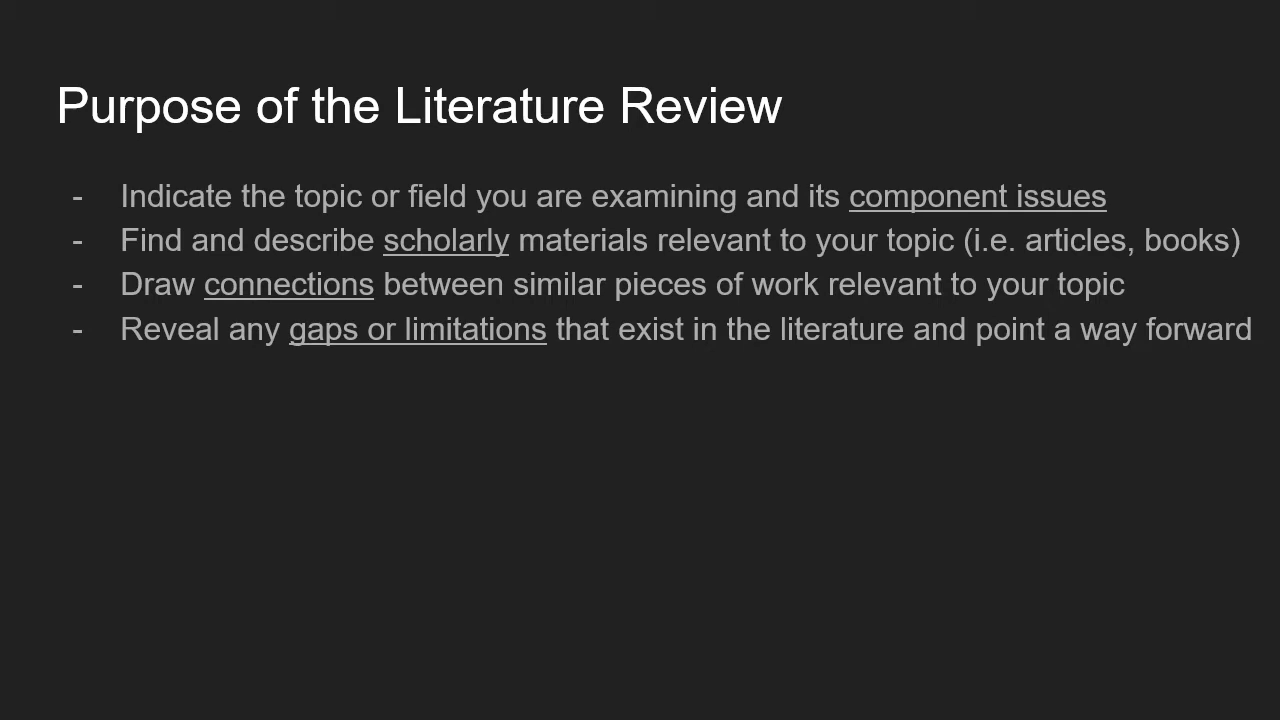 Purpose of the Literature Review
- Indicate the topic or field you are examining and its component issues
- Find and describe scholarly materials relevant to your topic (i.e. articles, books)
- Draw connections between similar pieces of work relevant to your topic
- Reveal any gaps or limitations that exist in the literature and point a way forward